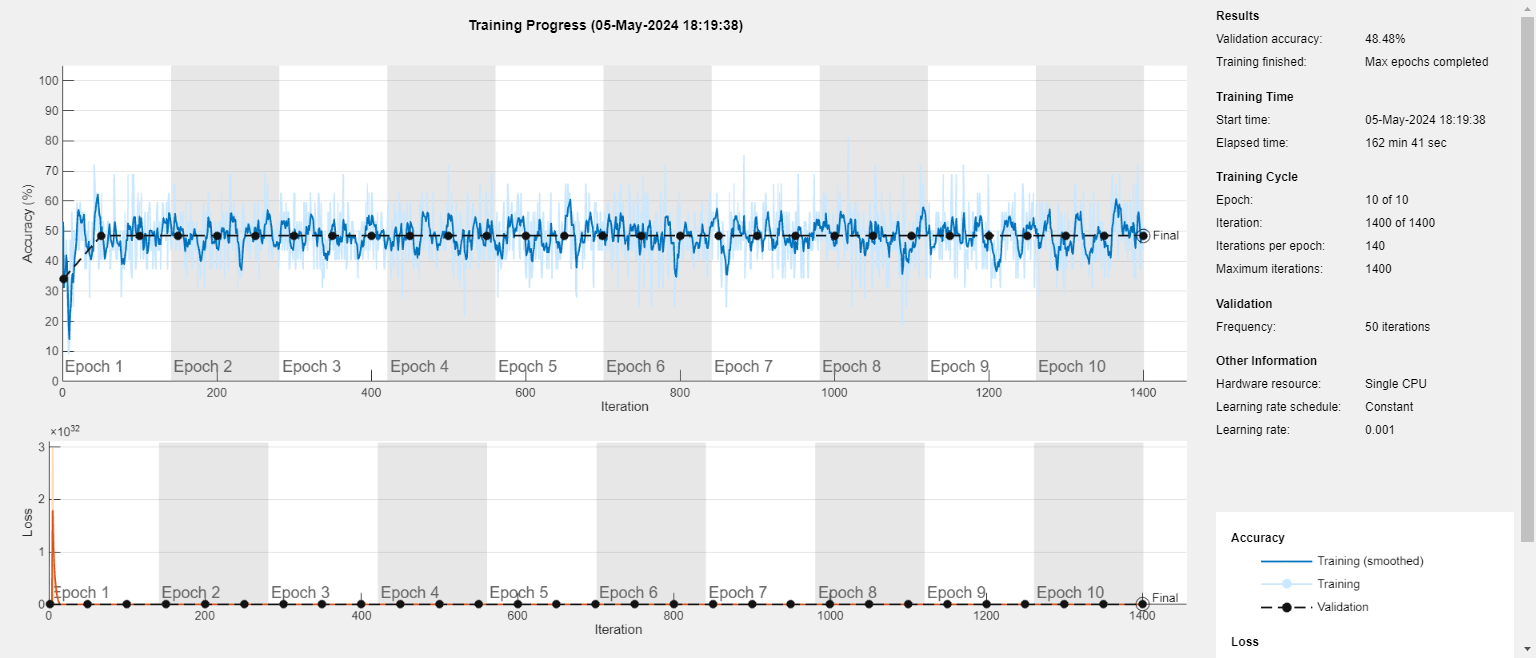 Training Progress (05-May-2024 18:19:38)
100
90
80
70
60
50
40
30
20
10
0
Accuracy (%)
Final
Epoch 1 Epoch 2 Epoch 3 Epoch 4 Epoch 5 Epoch 6 Epoch 7 Epoch 8 Epoch 9 Epoch 10
0 200 400 600 800 1000 1200 1400
Iteration
×10³²
3
2
1
0
Loss
Epoch 1 Epoch 2 Epoch 3 Epoch 4 Epoch 5 Epoch 6 Epoch 7 Epoch 8 Epoch 9 Epoch 10
Final
0 200 400 600 800 1000 1200 1400
Iteration
Results
Validation accuracy: 48.48%
Training finished: Max epochs completed
Training Time
Start time: 05-May-2024 18:19:38
Elapsed time: 162 min 41 sec
Training Cycle
Epoch: 10 of 10
Iteration: 1400 of 1400
Iterations per epoch: 140
Maximum iterations: 1400
Validation
Frequency: 50 iterations
Other Information
Hardware resource: Single CPU
Learning rate schedule: Constant
Learning rate: 0.001
Accuracy
Training (smoothed)
Training
Validation
Loss